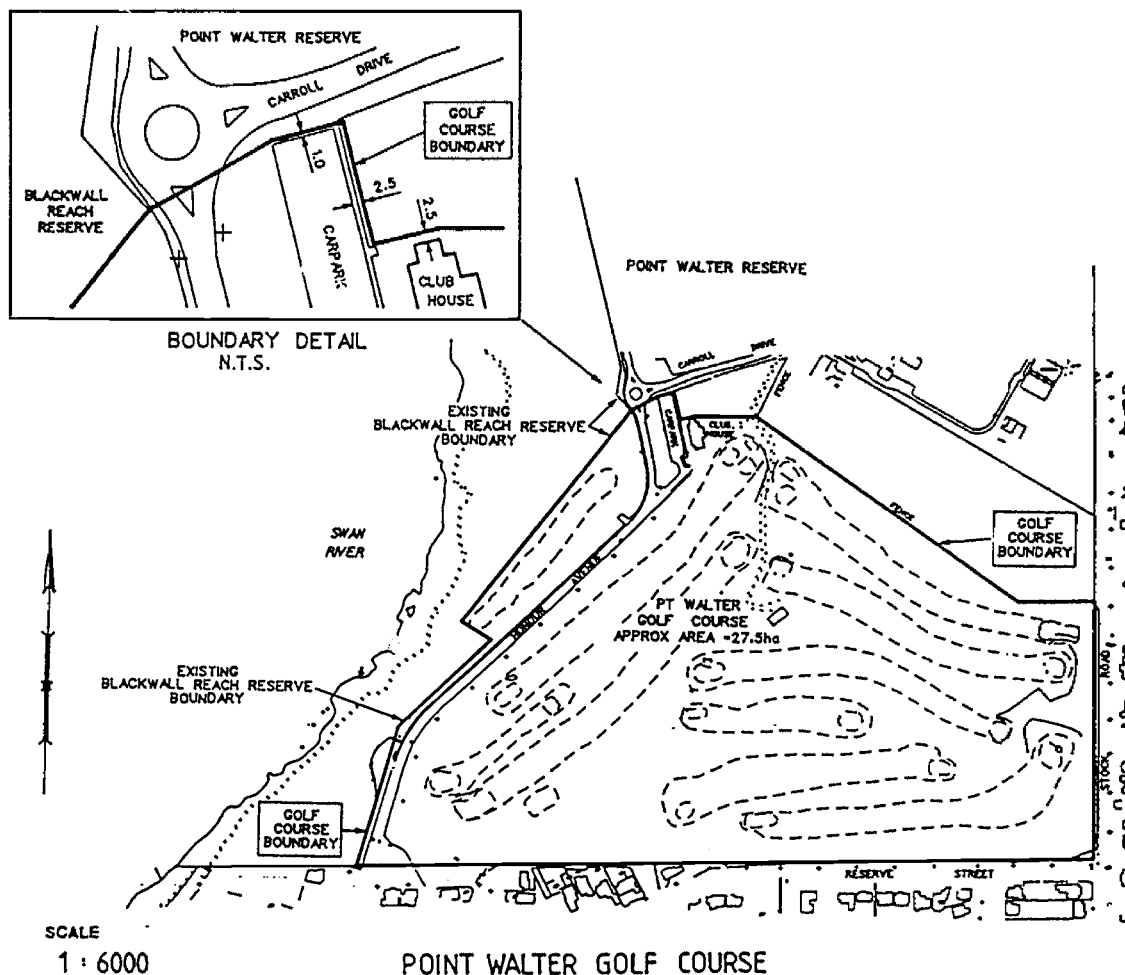 POINT WALTER RESERVE
CARROLL DRIVE
GOLF
COURSE
BOUNDARY
1.0
2.5
2.5
BLACKWALL
REACH
RESERVE
CARPARK
CLUB
HOUSE
BOUNDARY DETAIL
N.T.S.
POINT WALTER RESERVE
CARROLL DRIVE
FENCE
EXISTING
BLACKWALL REACH RESERVE
BOUNDARY
CARPARK
CLUB
HOUSE
FENCE
GOLF
COURSE
BOUNDARY
SWAN
RIVER
HONOUR AVENUE
PT WALTER
GOLF COURSE
APPROX AREA =27.5ha
EXISTING
BLACKWALL REACH RESERVE
BOUNDARY
STOCK ROAD
GOLF
COURSE
BOUNDARY
RESERVE STREET
SCALE
1 : 6000
POINT WALTER GOLF COURSE